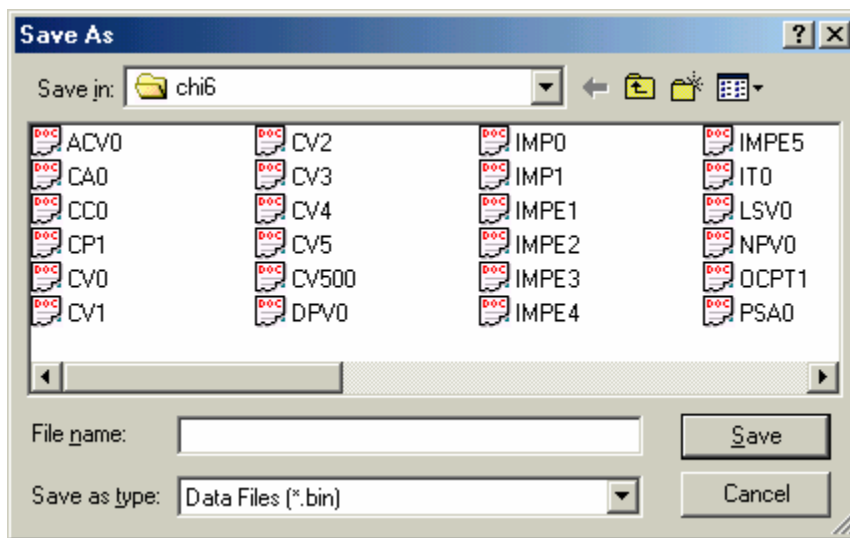 Save As
Save in: chi6
ACV0 CV2 IMP0 IMPE5
CA0 CV3 IMP1 IT0
CC0 CV4 IMPE1 LSV0
CP1 CV5 IMPE2 NPV0
CV0 CV500 IMPE3 OCPT1
CV1 DPV0 IMPE4 PSA0
File name: Save
Save as type: Data Files (*.bin) Cancel